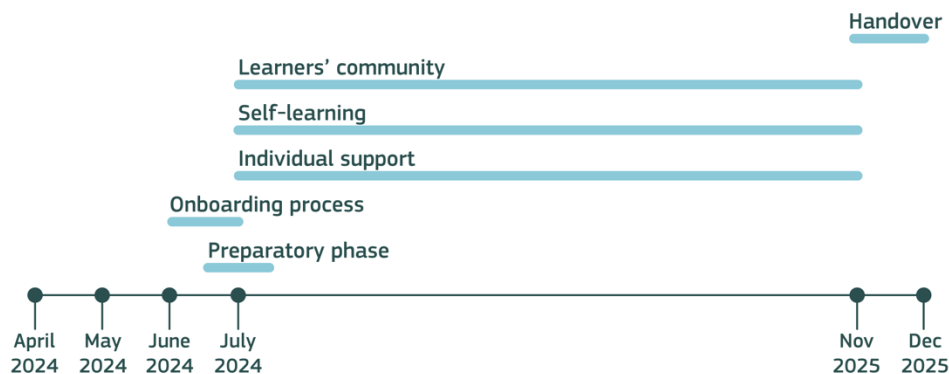 Handover
Learners’ community
Self-learning
Individual support
Onboarding process
Preparatory phase
April
2024
May
2024
June
2024
July
2024
Nov
2025
Dec
2025